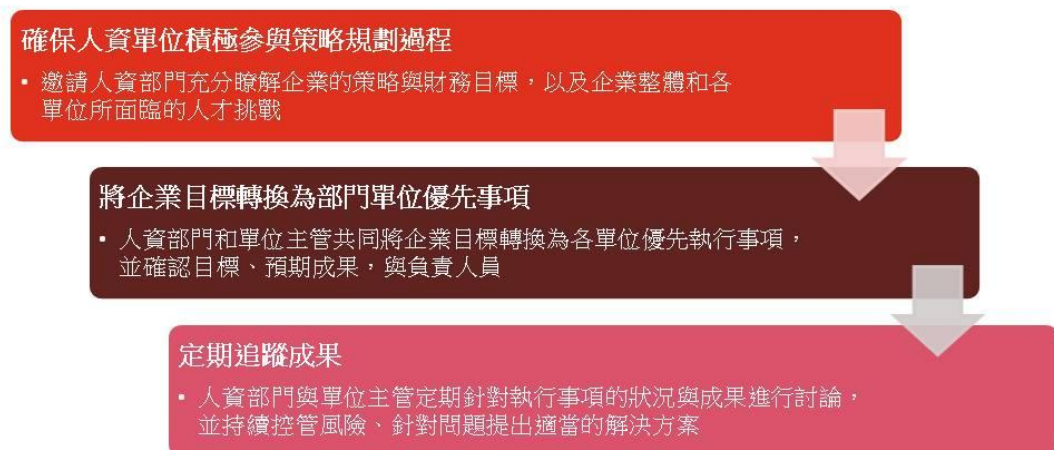 確保人資單位積極參與策略規劃過程
• 邀請人資部門充分瞭解企業的策略與財務目標，以及企業整體和各
單位所面臨的人才挑戰
將企業目標轉換為部門單位優先事項
• 人資部門和單位主管共同將企業目標轉換為各單位優先執行事項，
並確認目標、預期成果，與負責人員
定期追蹤成果
• 人資部門與單位主管定期針對執行事項的狀況與成果進行討論，
並持續控管風險、針對問題提出適當的解決方案